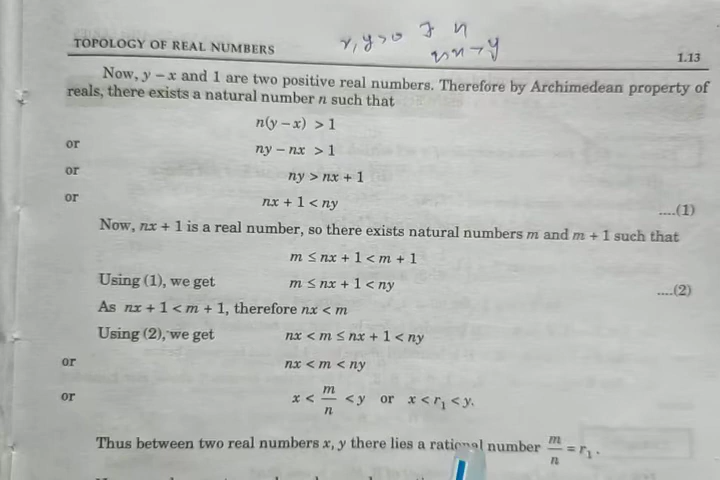 x, y > 0 ∃ n
TOPOLOGY OF REAL NUMBERS
nx > y
1.13
Now, y – x and 1 are two positive real numbers. Therefore by Archimedean property of
reals, there exists a natural number n such that
n(y – x) > 1
or ny – nx > 1
or ny > nx + 1
or nx + 1 < ny ....(1)
Now, nx + 1 is a real number, so there exists natural numbers m and m + 1 such that
m ≤ nx + 1 < m + 1
Using (1), we get m ≤ nx + 1 < ny ....(2)
As nx + 1 < m + 1, therefore nx < m
Using (2), we get nx < m ≤ nx + 1 < ny
or nx < m < ny
or x < m/n < y or x < r₁ < y.
Thus between two real numbers x, y there lies a rational number m/n = r₁.